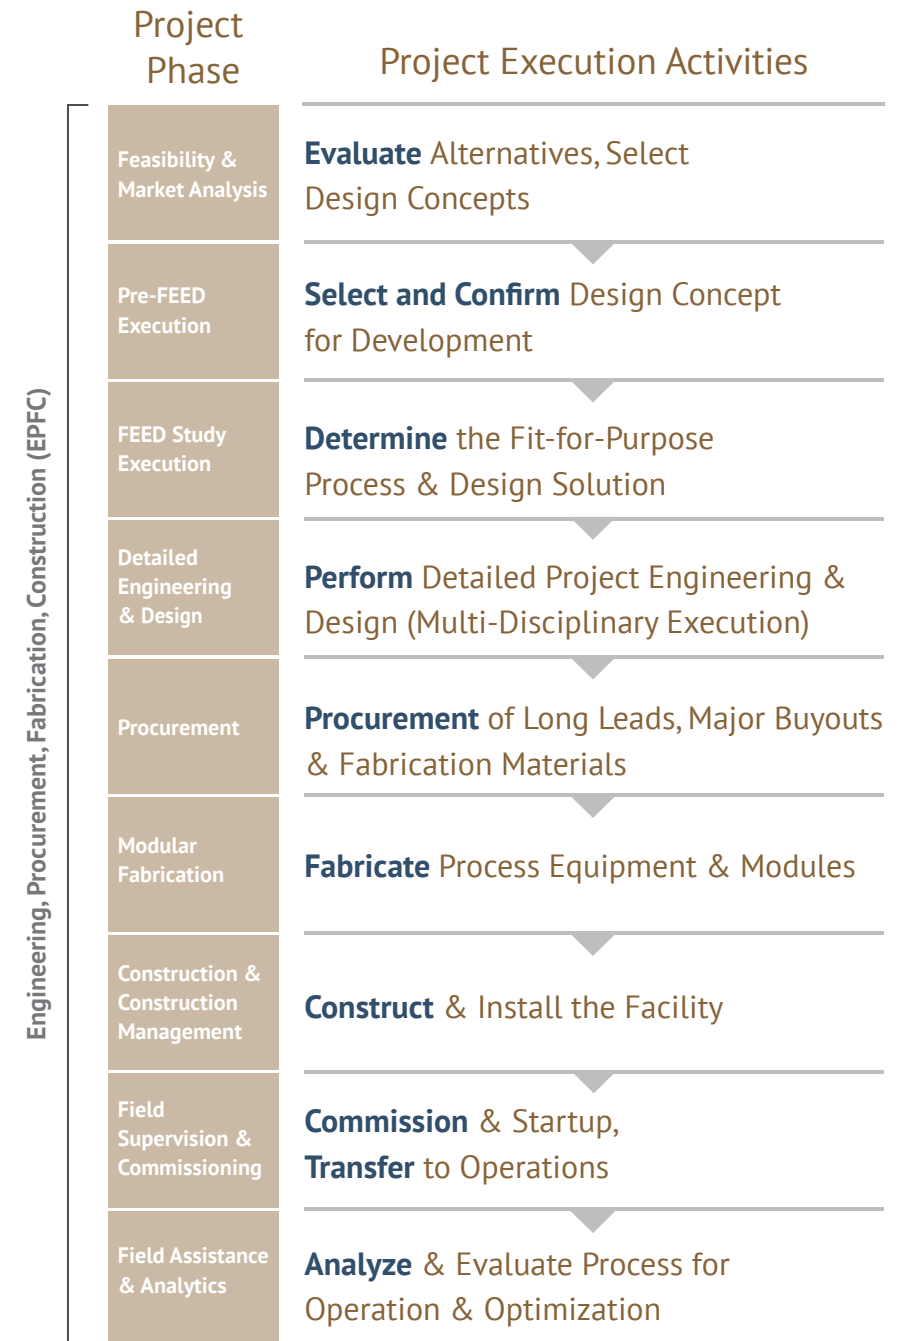 Project
Phase
Project Execution Activities
Engineering, Procurement, Fabrication, Construction (EPFC)
Feasibility &
Market Analysis
Evaluate Alternatives, Select
Design Concepts
Pre-FEED
Execution
Select and Confirm Design Concept
for Development
FEED Study
Execution
Determine the Fit-for-Purpose
Process & Design Solution
Detailed
Engineering
& Design
Perform Detailed Project Engineering &
Design (Multi-Disciplinary Execution)
Procurement
Procurement of Long Leads, Major Buyouts
& Fabrication Materials
Modular
Fabrication
Fabricate Process Equipment & Modules
Construction &
Construction
Management
Construct & Install the Facility
Field
Supervision &
Commissioning
Commission & Startup,
Transfer to Operations
Field Assistance
& Analytics
Analyze & Evaluate Process for
Operation & Optimization